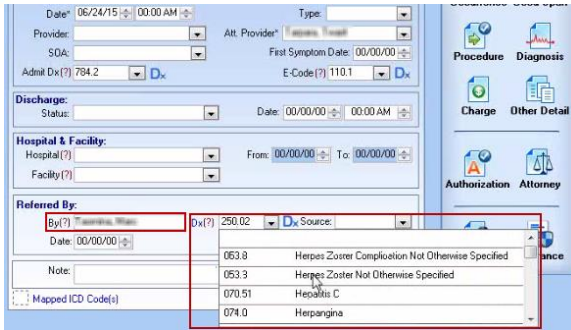 Date* 06/24/15 00:00 AM Type:
Provider: Att. Provider*
SOA: First Symptom Date: 00/00/00
Admit Dx(?) 784.2 Dx E-Code(?) 110.1 Dx
Procedure Diagnosis
Discharge:
Status: Date: 00/00/00 00:00 AM
Charge Other Detail
Hospital & Facility:
Hospital(?) From: 00/00/00 To: 00/00/00
Facility(?)
Authorization Attorney
Referred By:
By(?) Dx(?) 250.02 Dx Source:
Date: 00/00/00
053.8 Herpes Zoster Complication Not Otherwise Specified
053.3 Herpes Zoster Not Otherwise Specified
Note:
070.51 Hepatitis C
Mapped ICD Code(s)
074.0 Herpangina